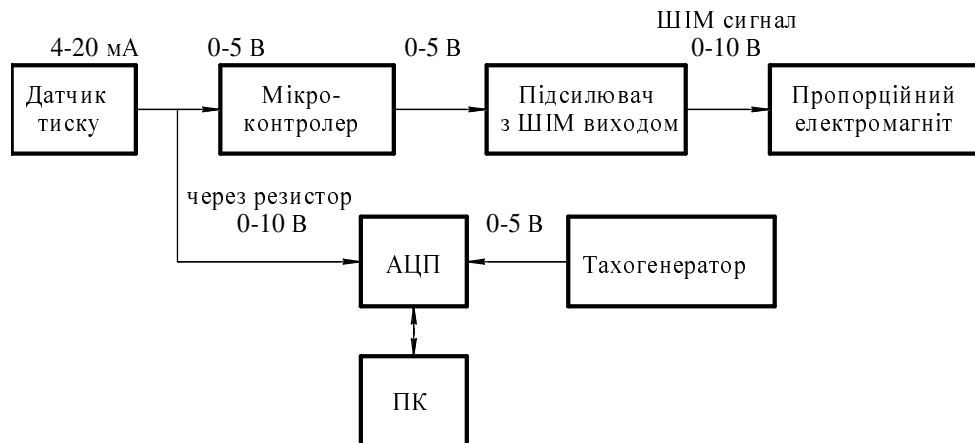 ШІМ сигнал
4-20 мА
0-5 В
0-5 В
0-10 В
Датчик
тиску
Мікро-
контролер
Підсилювач
з ШІМ виходом
Пропорційний
електромагніт
через резистор
0-10 В
0-5 В
АЦП
Тахогенератор
ПК